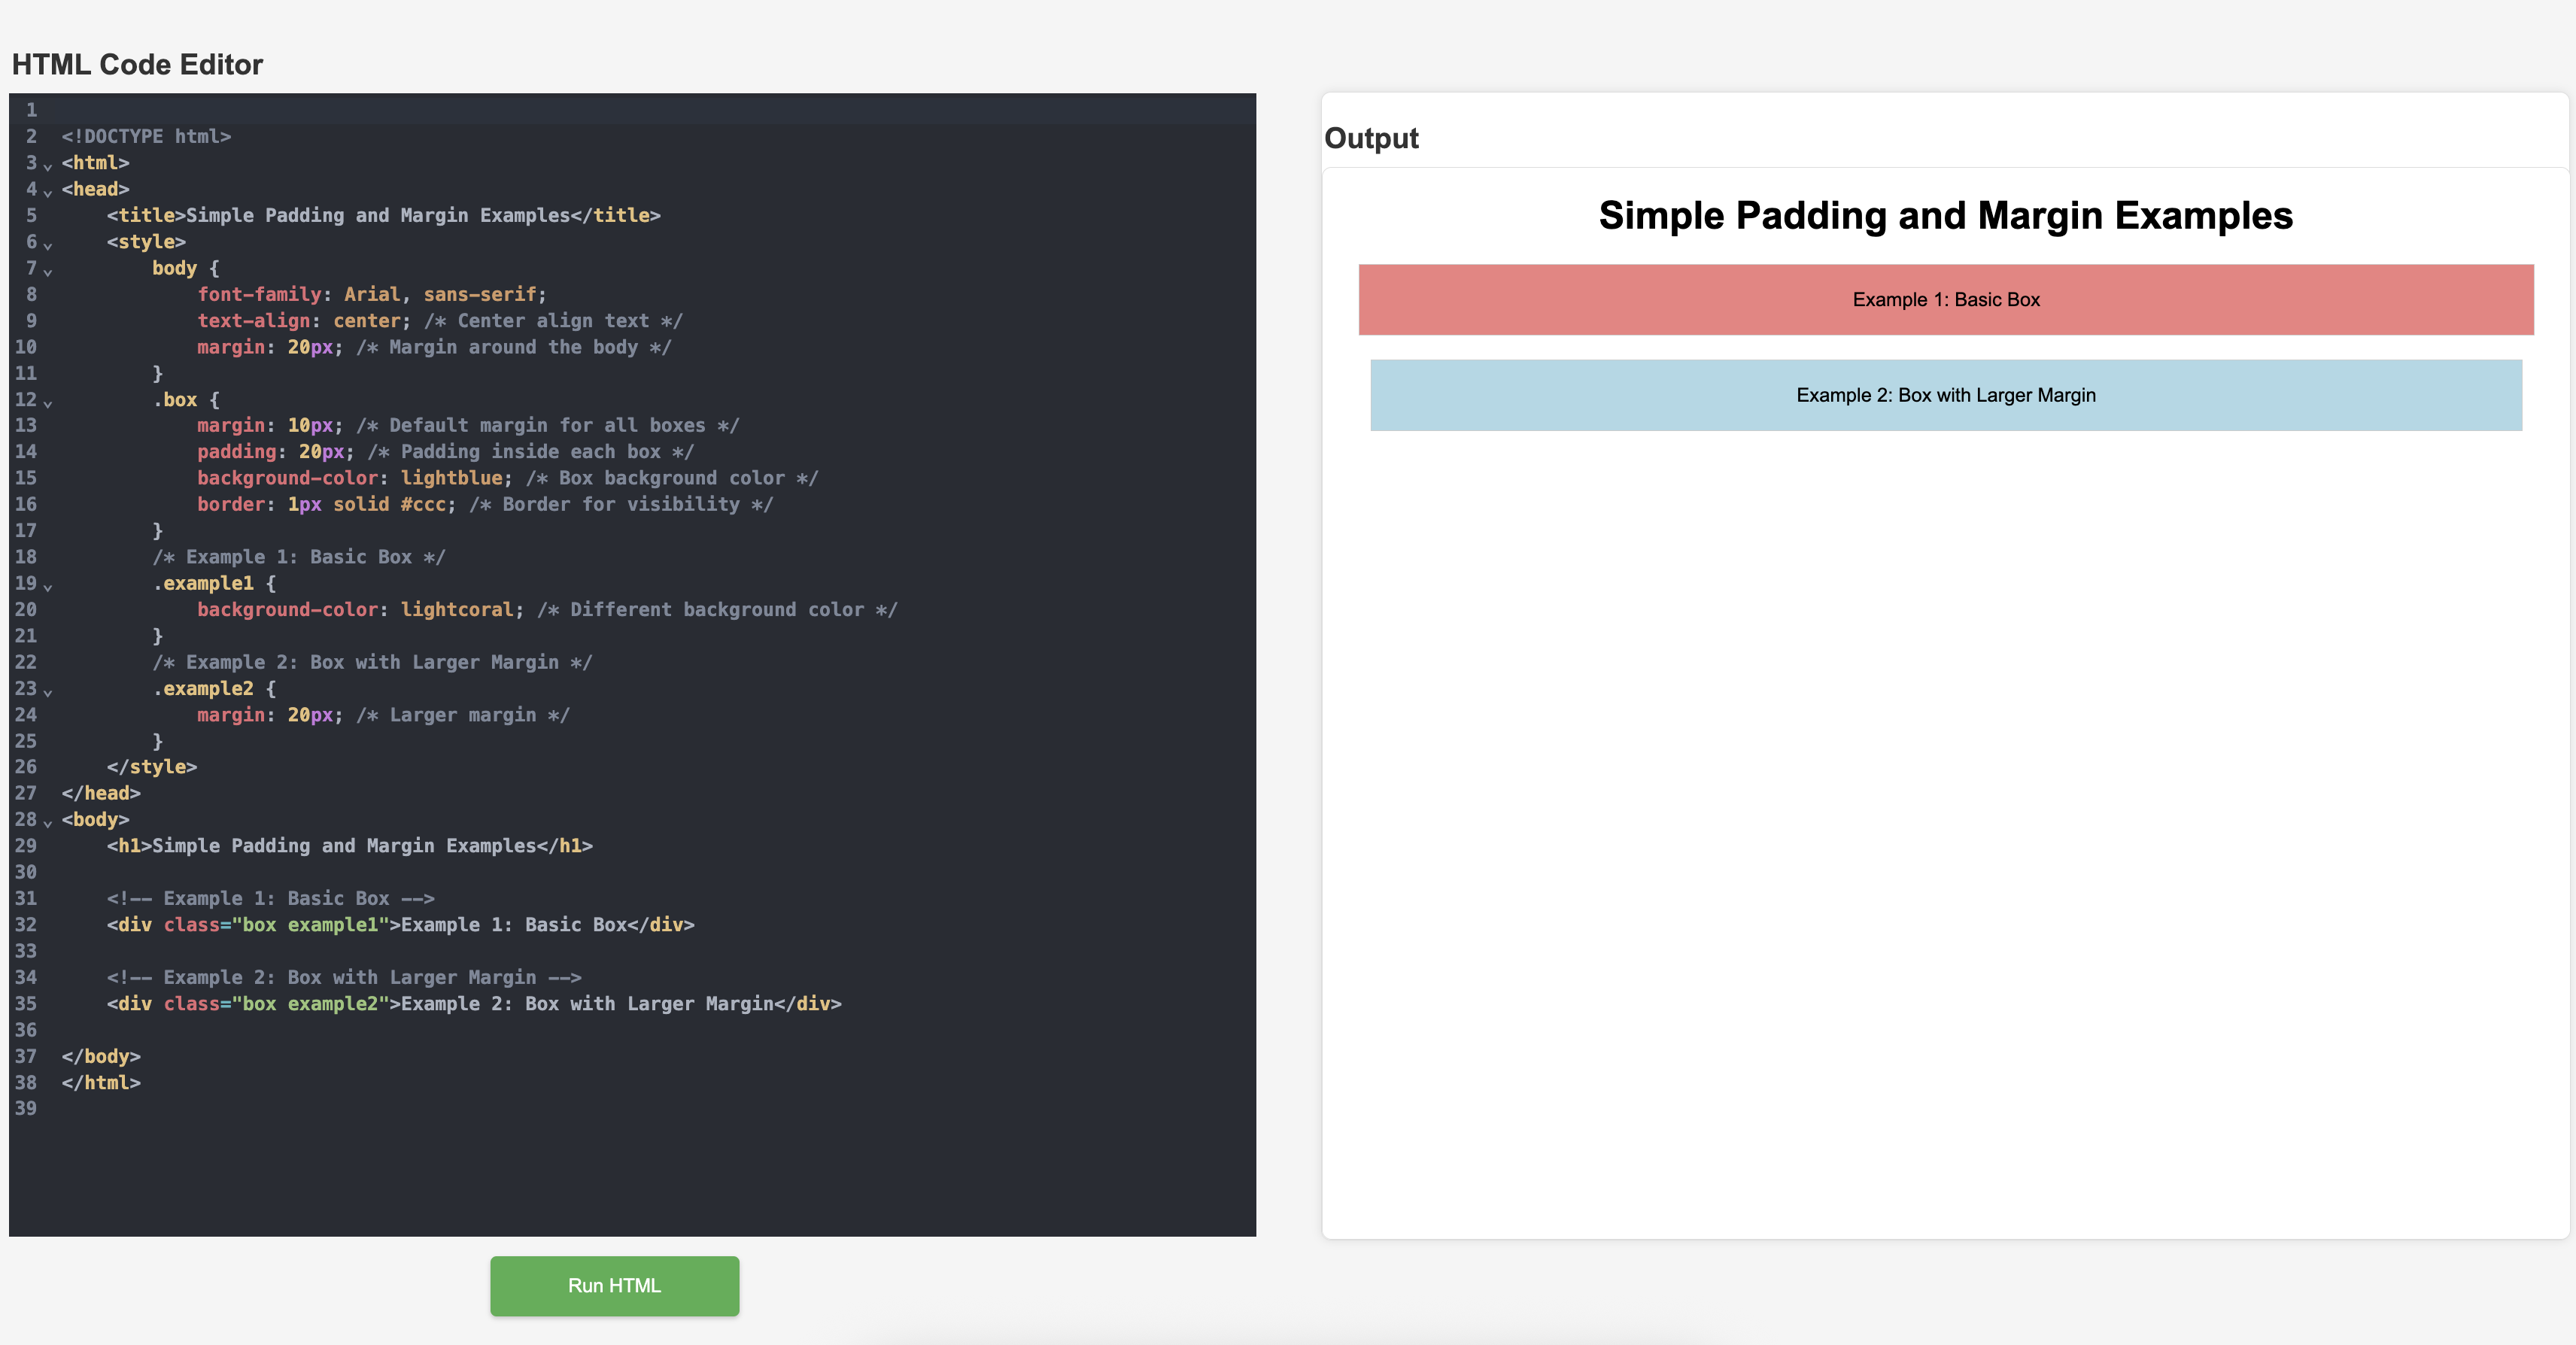 HTML Code Editor
1
2 <!DOCTYPE html>
3 <html>
4 <head>
5     <title>Simple Padding and Margin Examples</title>
6     <style>
7         body {
8             font-family: Arial, sans-serif;
9             text-align: center; /* Center align text */
10             margin: 20px; /* Margin around the body */
11         }
12         .box {
13             margin: 10px; /* Default margin for all boxes */
14             padding: 20px; /* Padding inside each box */
15             background-color: lightblue; /* Box background color */
16             border: 1px solid #ccc; /* Border for visibility */
17         }
18         /* Example 1: Basic Box */
19         .example1 {
20             background-color: lightcoral; /* Different background color */
21         }
22         /* Example 2: Box with Larger Margin */
23         .example2 {
24             margin: 20px; /* Larger margin */
25         }
26     </style>
27 </head>
28 <body>
29     <h1>Simple Padding and Margin Examples</h1>
30
31     <!-- Example 1: Basic Box -->
32     <div class="box example1">Example 1: Basic Box</div>
33
34     <!-- Example 2: Box with Larger Margin -->
35     <div class="box example2">Example 2: Box with Larger Margin</div>
36
37 </body>
38 </html>
39
Run HTML
Output
Simple Padding and Margin Examples
Example 1: Basic Box
Example 2: Box with Larger Margin